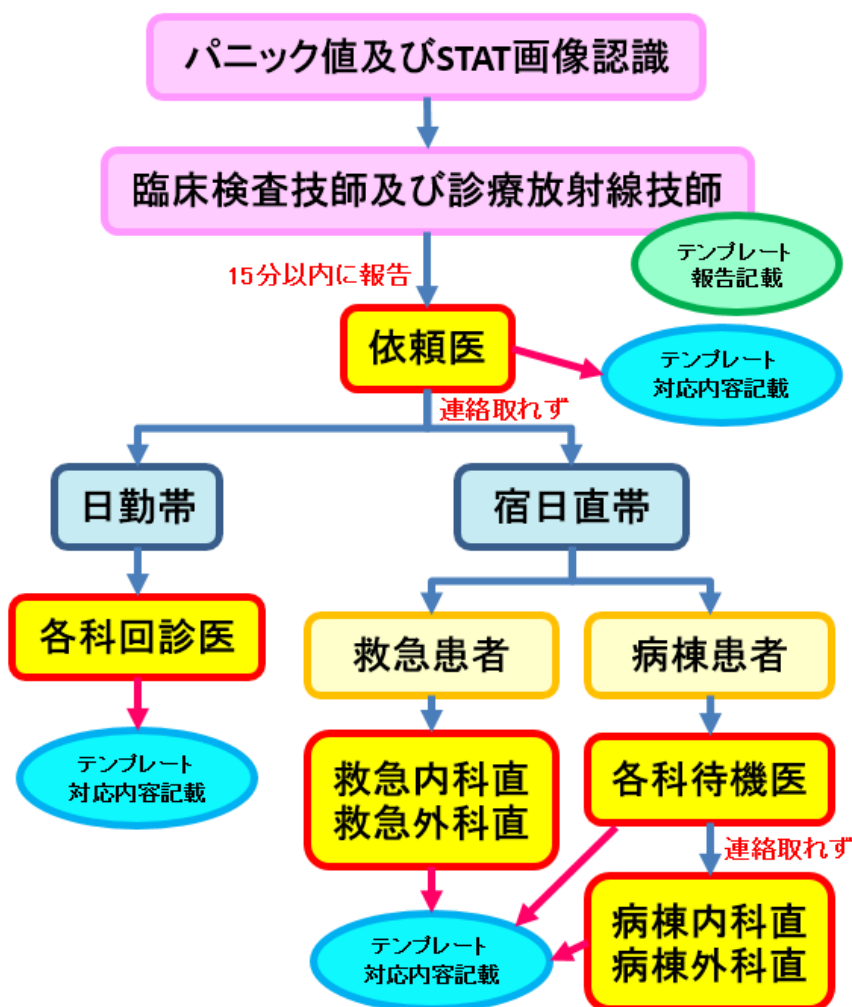 パニック値及びSTAT画像認識
臨床検査技師及び診療放射線技師
テンプレート
報告記載
15分以内に報告
依頼医
テンプレート
対応内容記載
連絡取れず
日勤帯
宿日直帯
各科回診医
救急患者
病棟患者
テンプレート
対応内容記載
救急内科直
救急外科直
各科待機医
連絡取れず
病棟内科直
病棟外科直
テンプレート
対応内容記載